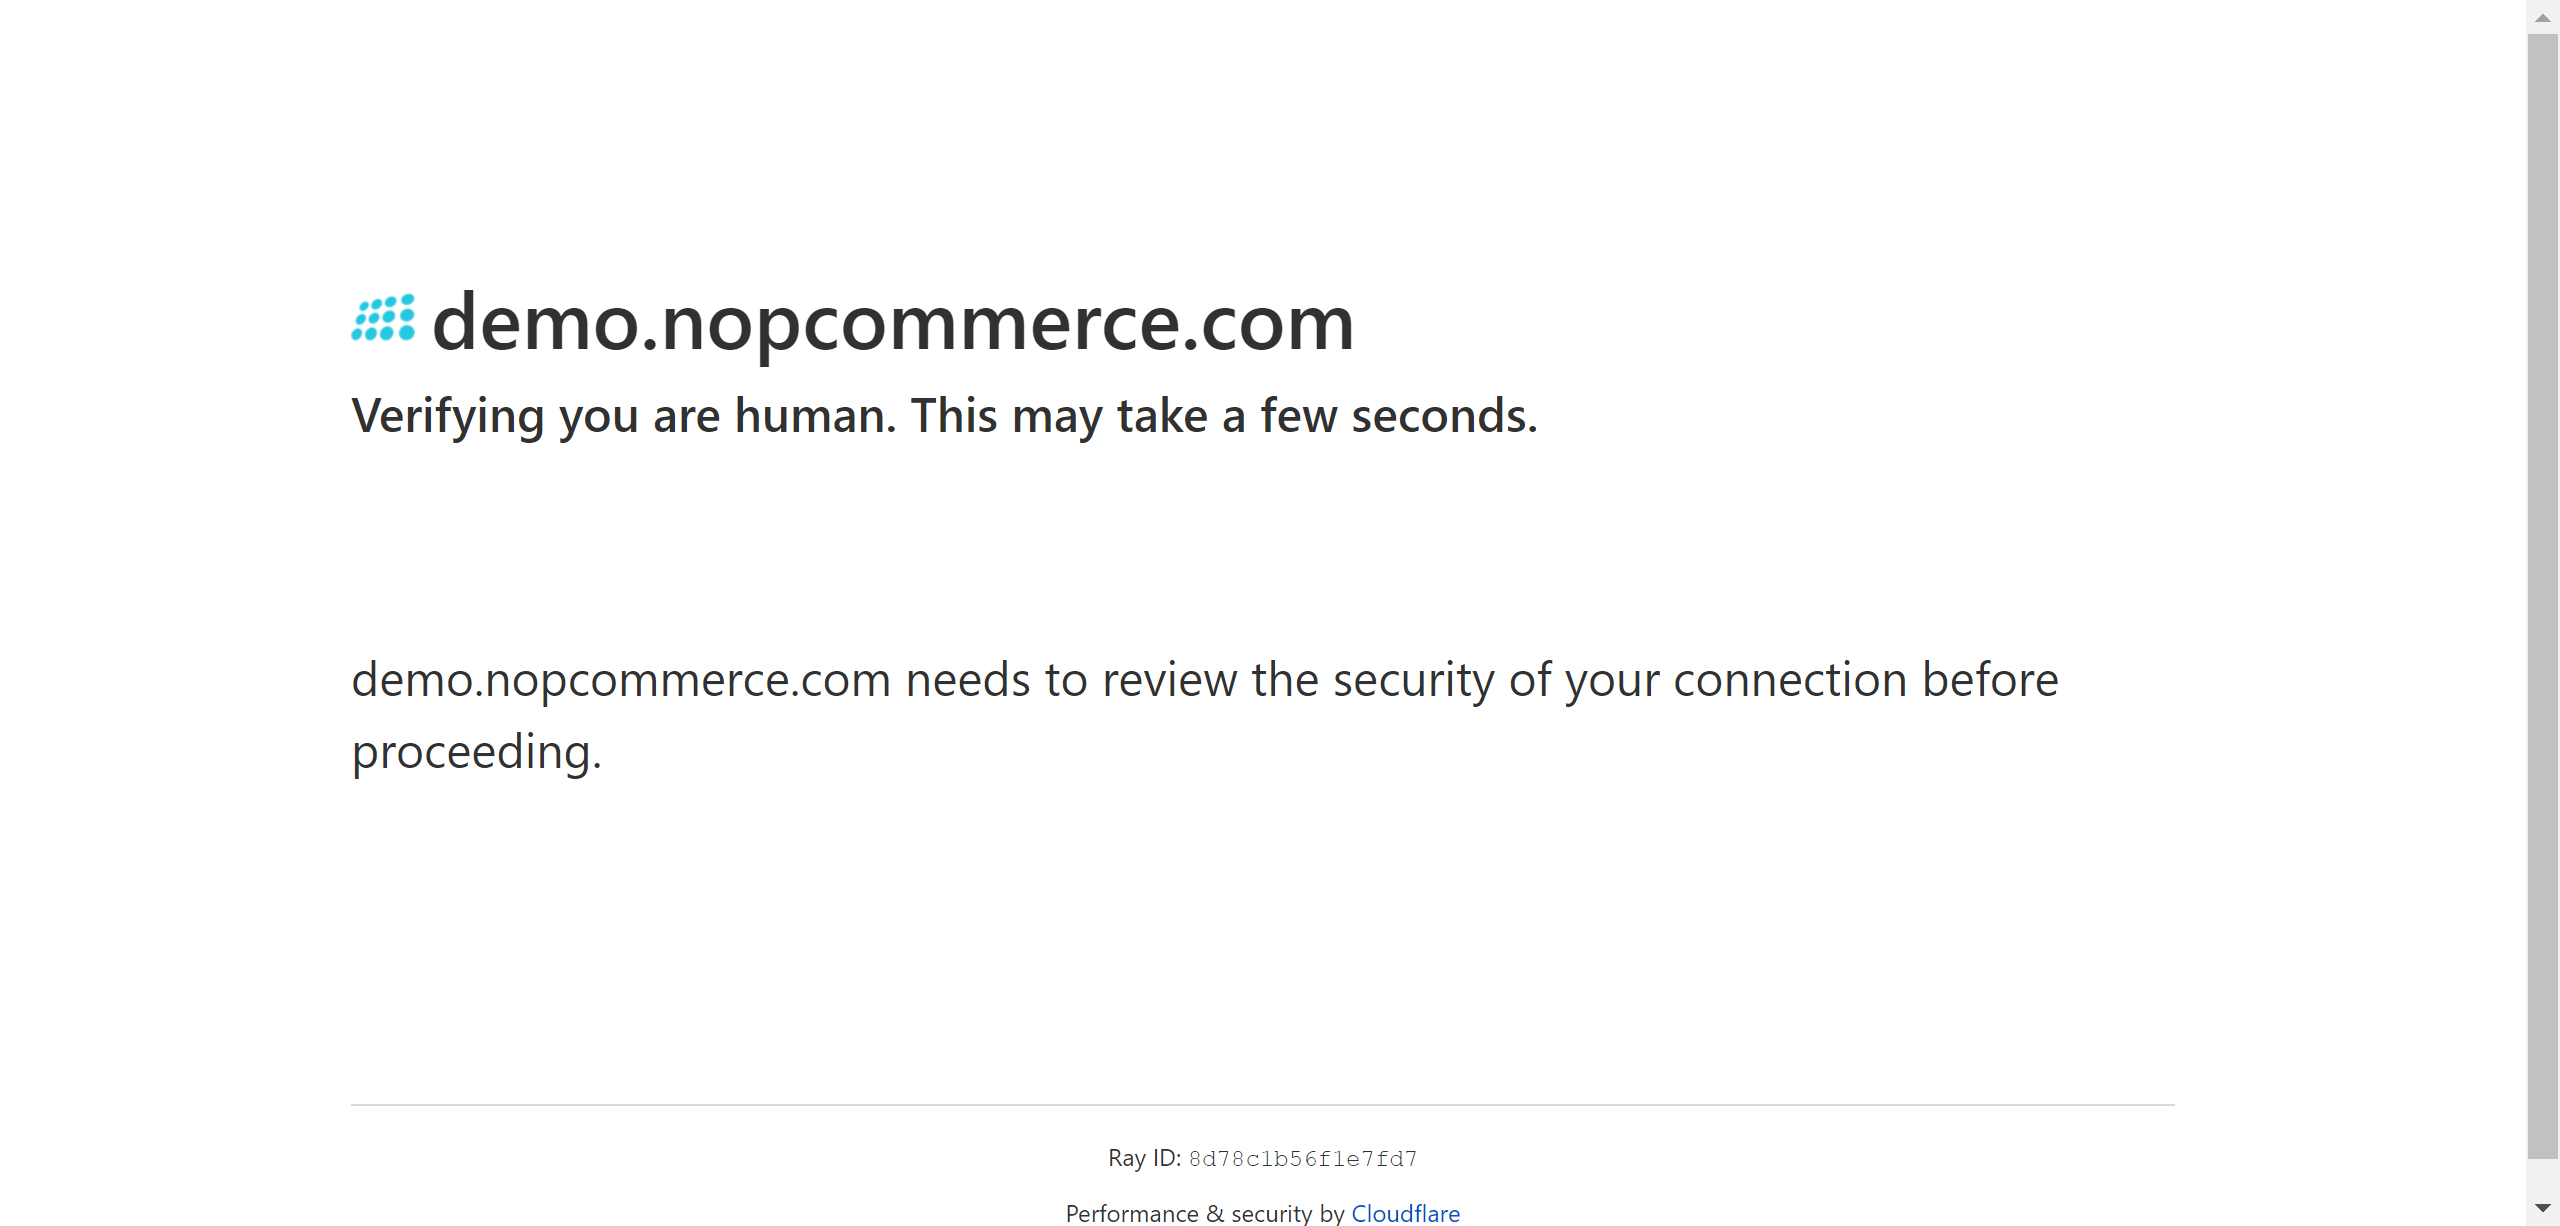 demo.nopcommerce.com
Verifying you are human. This may take a few seconds.
demo.nopcommerce.com needs to review the security of your connection before
proceeding.
Ray ID: 8d78c1b56f1e7fd7
Performance & security by Cloudflare